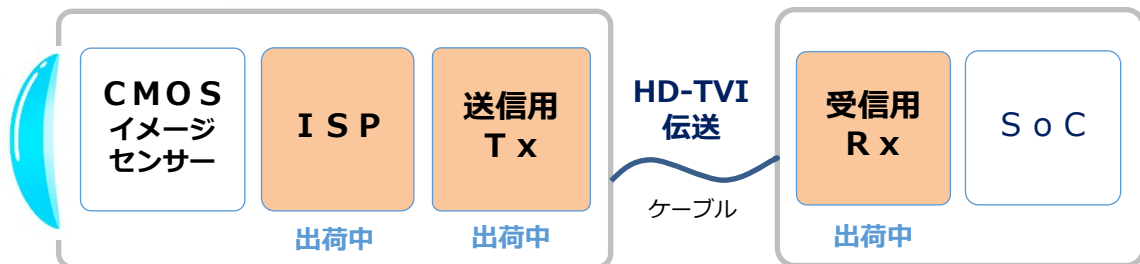 ＣＭＯＳ
イメージ
センサー
ＩＳＰ
出荷中
送信用
Ｔｘ
出荷中
HD-TVI
伝送
ケーブル
受信用
Ｒｘ
出荷中
ＳｏＣ